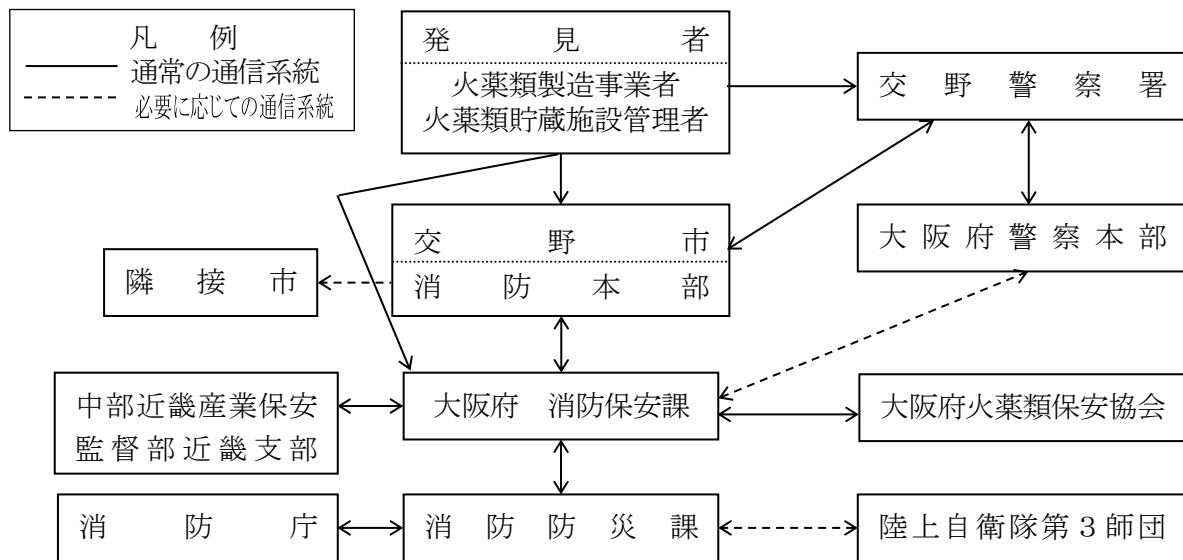 凡例
通常の通信系統
必要に応じての通信系統
発見者
火薬類製造事業者
火薬類貯蔵施設管理者
交野警察署
交野市
消防本部
大阪府警察本部
隣接市
中部近畿産業保安
監督部近畿支部
大阪府 消防保安課
大阪府火薬類保安協会
消防庁
消防防災課
陸上自衛隊第3師団